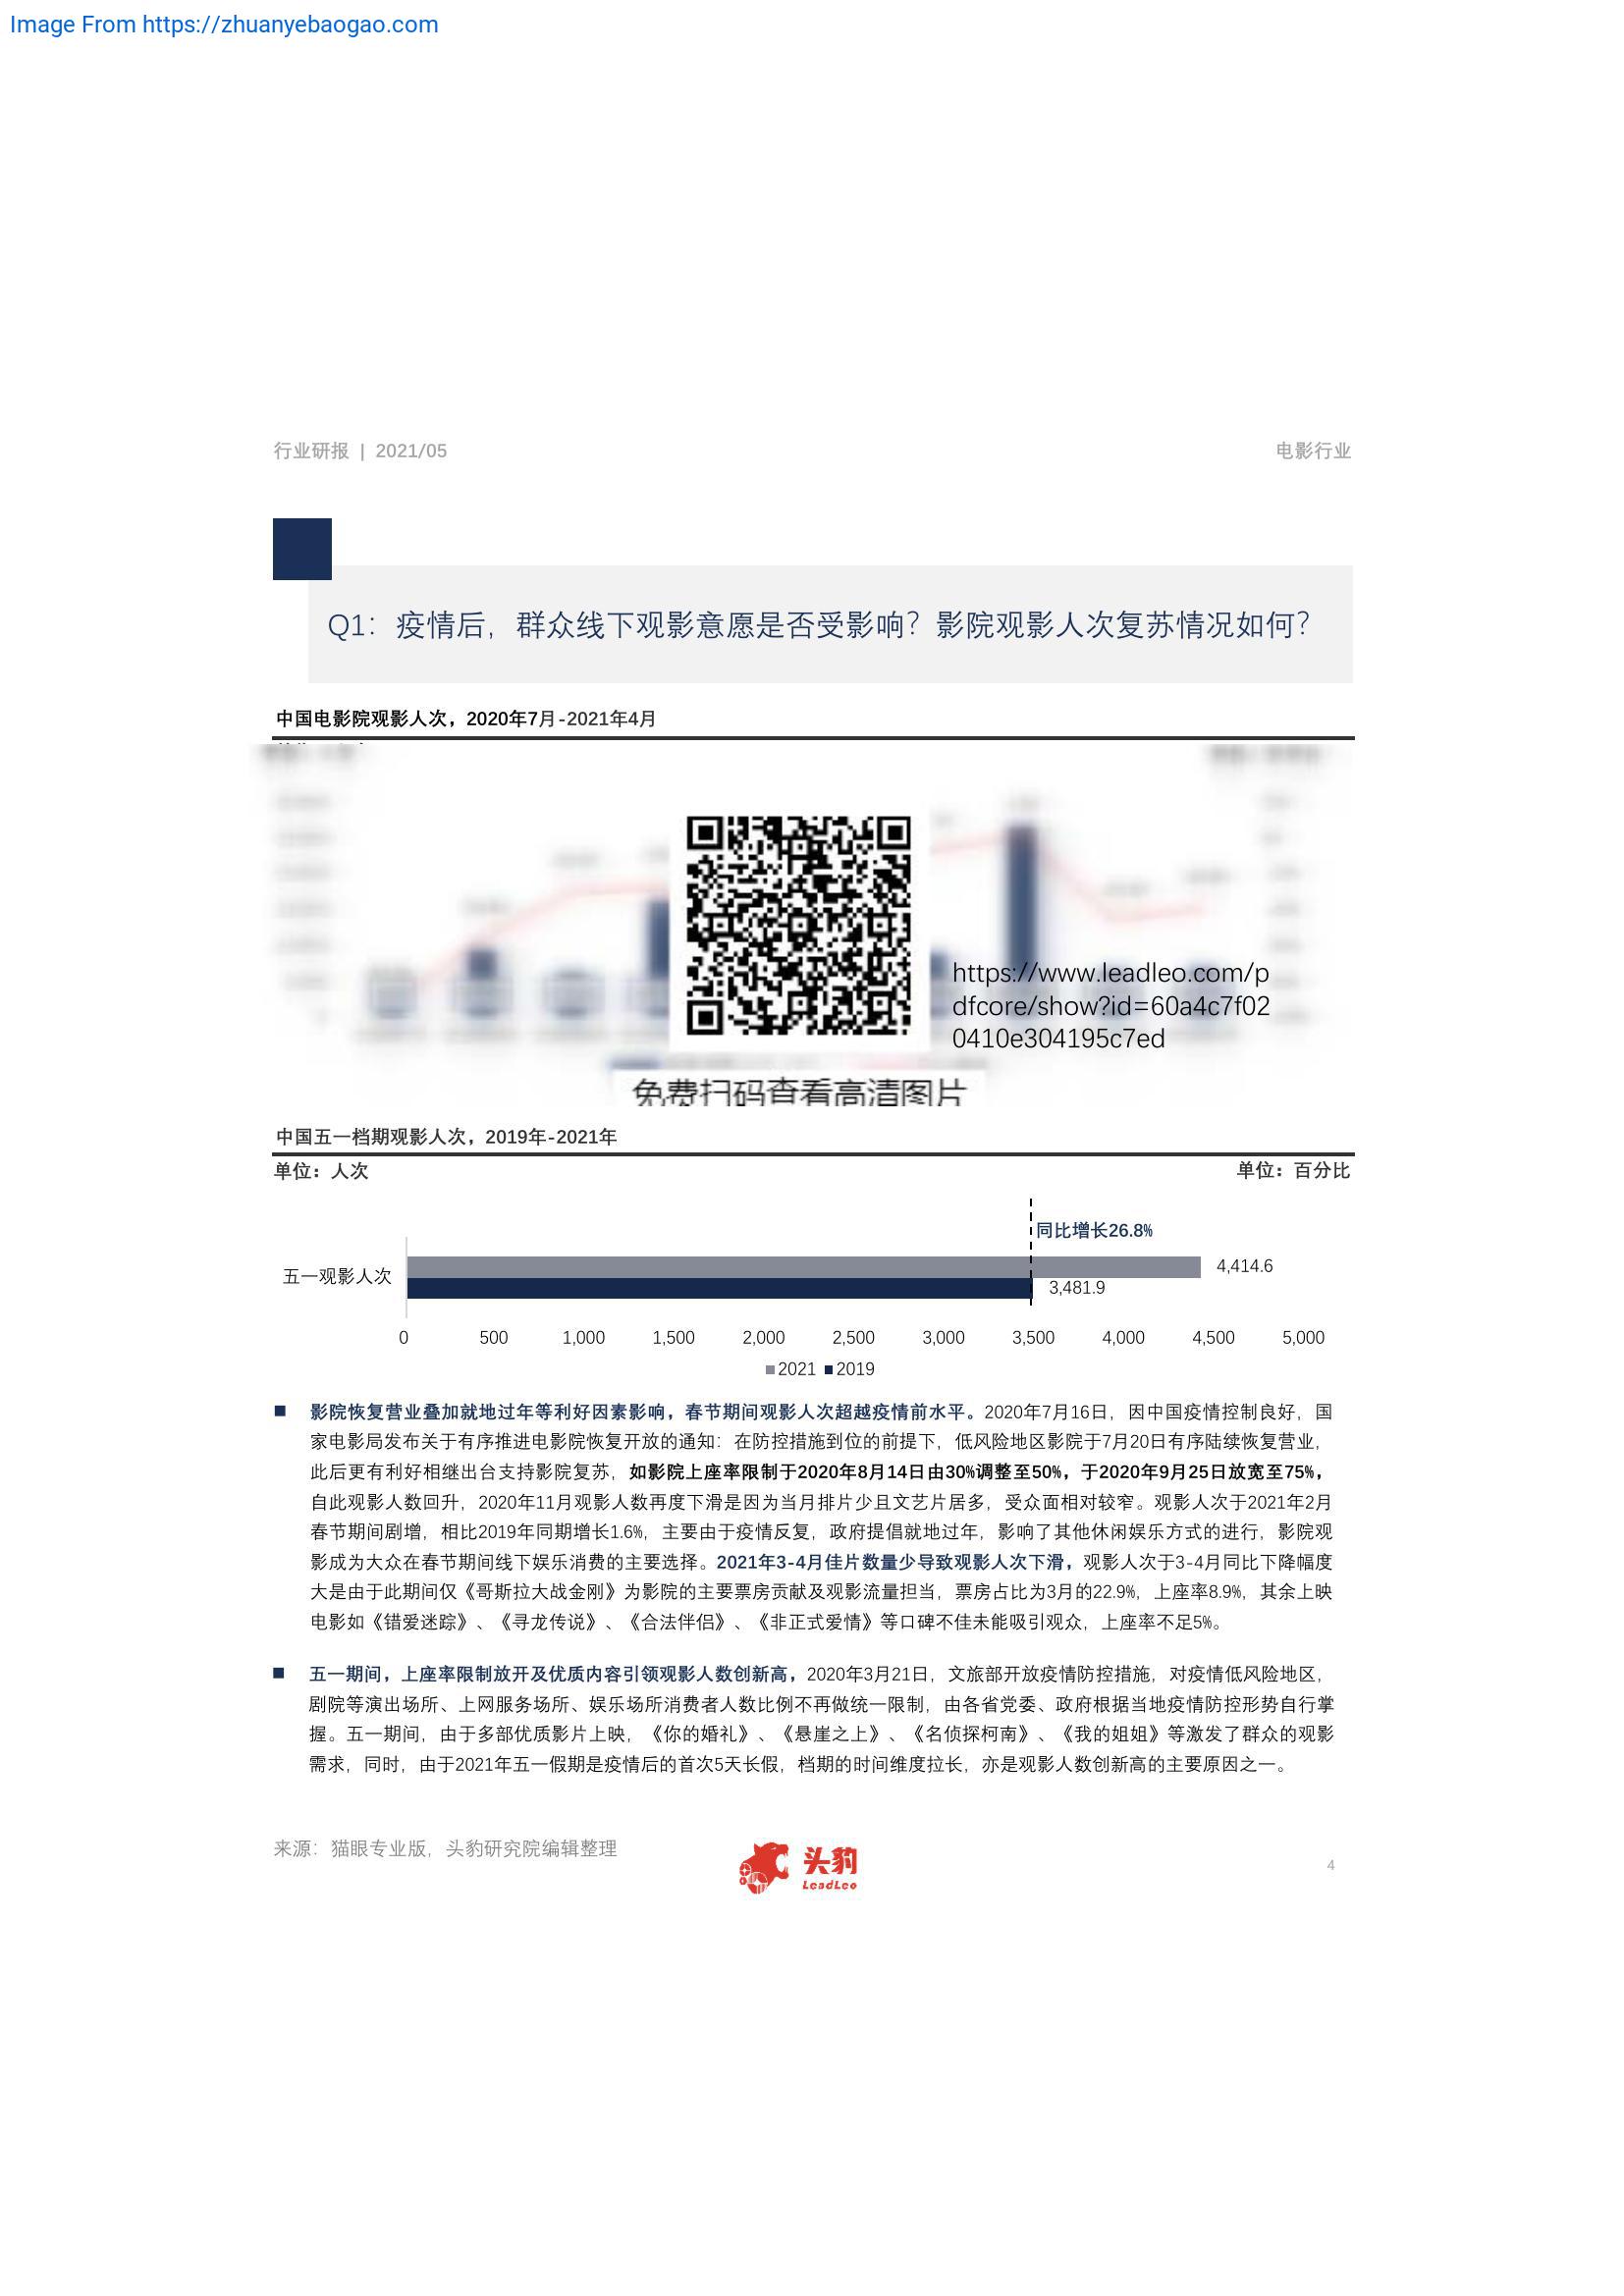 Image From https://zhuanyebaogao.com
行业研报 | 2021/05
电影行业
Q1：疫情后，群众线下观影意愿是否受影响？影院观影人次复苏情况如何？
中国电影院观影人次，2020年7月-2021年4月
https://www.leadleo.com/p
dfcore/show?id=60a4c7f02
0410e304195c7ed
免费扫码查看高清图片
中国五一档期观影人次，2019年-2021年
单位：人次
单位：百分比
同比增长26.8%
五一观影人次
4,414.6
3,481.9
0 500 1,000 1,500 2,000 2,500 3,000 3,500 4,000 4,500 5,000
2021 2019
影院恢复营业叠加就地过年等利好因素影响，春节期间观影人次超越疫情前水平。2020年7月16日，因中国疫情控制良好，国
家电影局发布关于有序推进电影院恢复开放的通知：在防控措施到位的前提下，低风险地区影院于7月20日有序陆续恢复营业，
此后更有利好相继出台支持影院复苏，如影院上座率限制于2020年8月14日由30%调整至50%，于2020年9月25日放宽至75%，
自此观影人数回升，2020年11月观影人数再度下滑是因为当月排片少且文艺片居多，受众面相对较窄。观影人次于2021年2月
春节期间剧增，相比2019年同期增长1.6%，主要由于疫情反复，政府提倡就地过年，影响了其他休闲娱乐方式的进行，影院观
影成为大众在春节期间线下娱乐消费的主要选择。2021年3-4月佳片数量少导致观影人次下滑，观影人次于3-4月同比下降幅度
大是由于此期间仅《哥斯拉大战金刚》为影院的主要票房贡献及观影流量担当，票房占比为3月的22.9%，上座率8.9%，其余上映
电影如《错爱迷踪》、《寻龙传说》、《合法伴侣》、《非正式爱情》等口碑不佳未能吸引观众，上座率不足5%。
五一期间，上座率限制放开及优质内容引领观影人数创新高，2020年3月21日，文旅部开放疫情防控措施，对疫情低风险地区，
剧院等演出场所、上网服务场所、娱乐场所消费者人数比例不再做统一限制，由各省党委、政府根据当地疫情防控形势自行掌
握。五一期间，由于多部优质影片上映，《你的婚礼》、《悬崖之上》、《名侦探柯南》、《我的姐姐》等激发了群众的观影
需求，同时，由于2021年五一假期是疫情后的首次5天长假，档期的时间维度拉长，亦是观影人数创新高的主要原因之一。
来源：猫眼专业版，头豹研究院编辑整理
头豹
LeadLeo
4